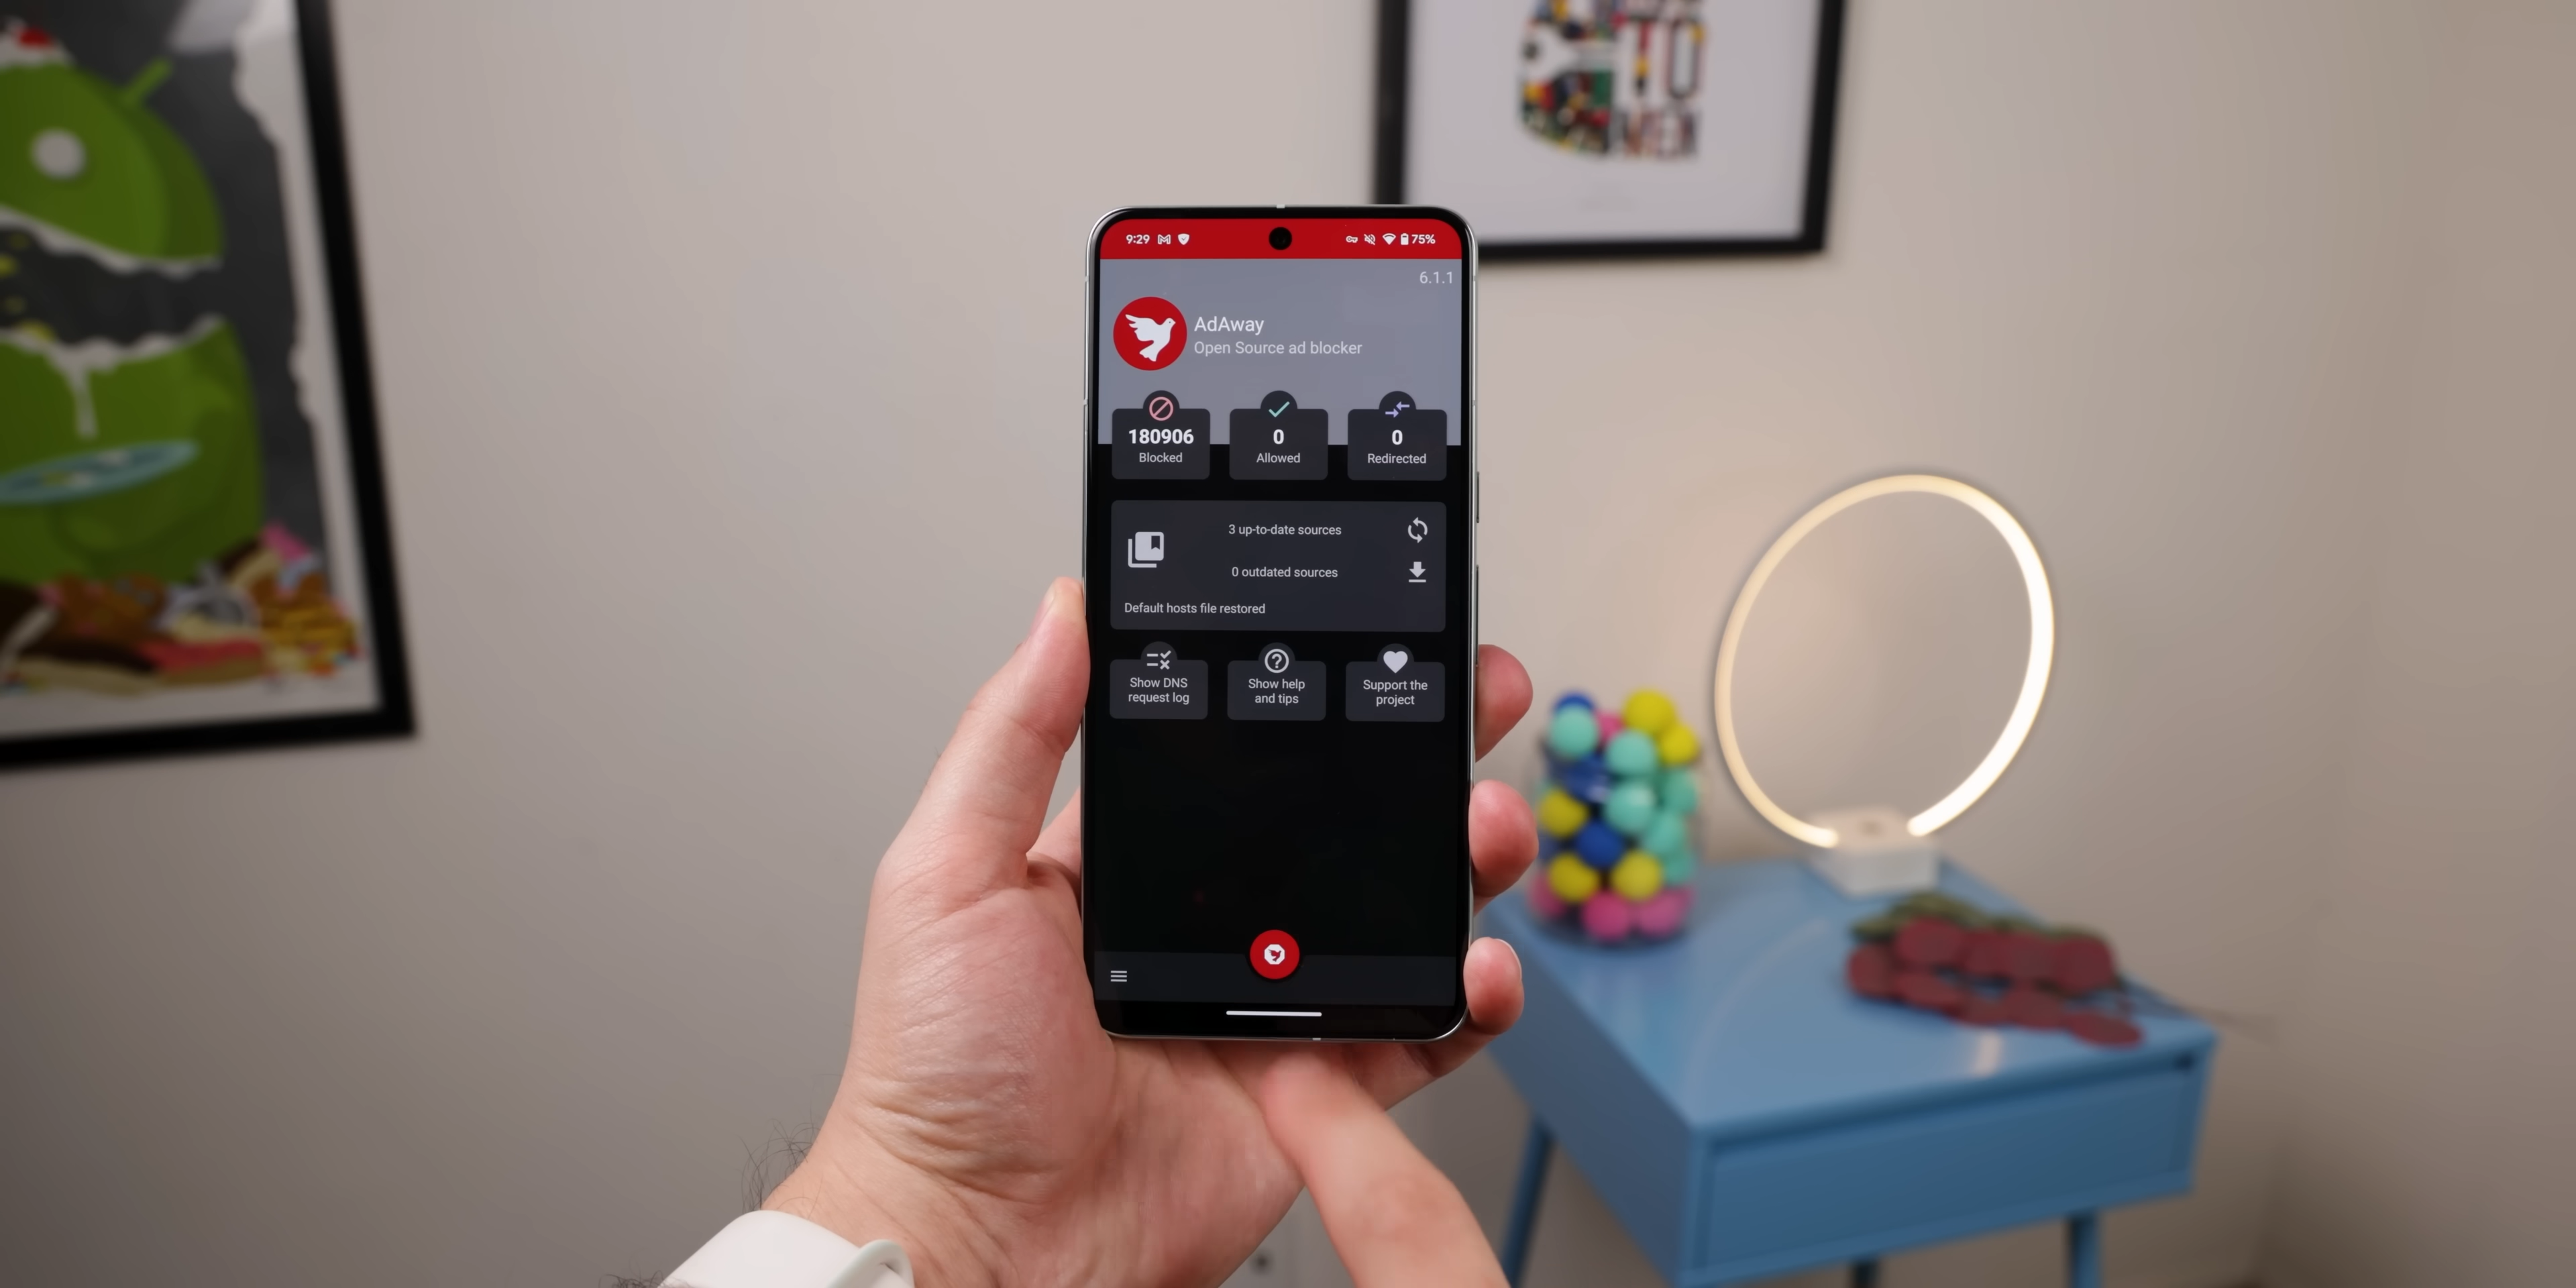 TO
9:29
75%
6.1.1
AdAway
Open Source ad blocker
180906
Blocked
0
Allowed
0
Redirected
3 up-to-date sources
0 outdated sources
Default hosts file restored
Show DNS
request log
Show help
and tips
Support the
project